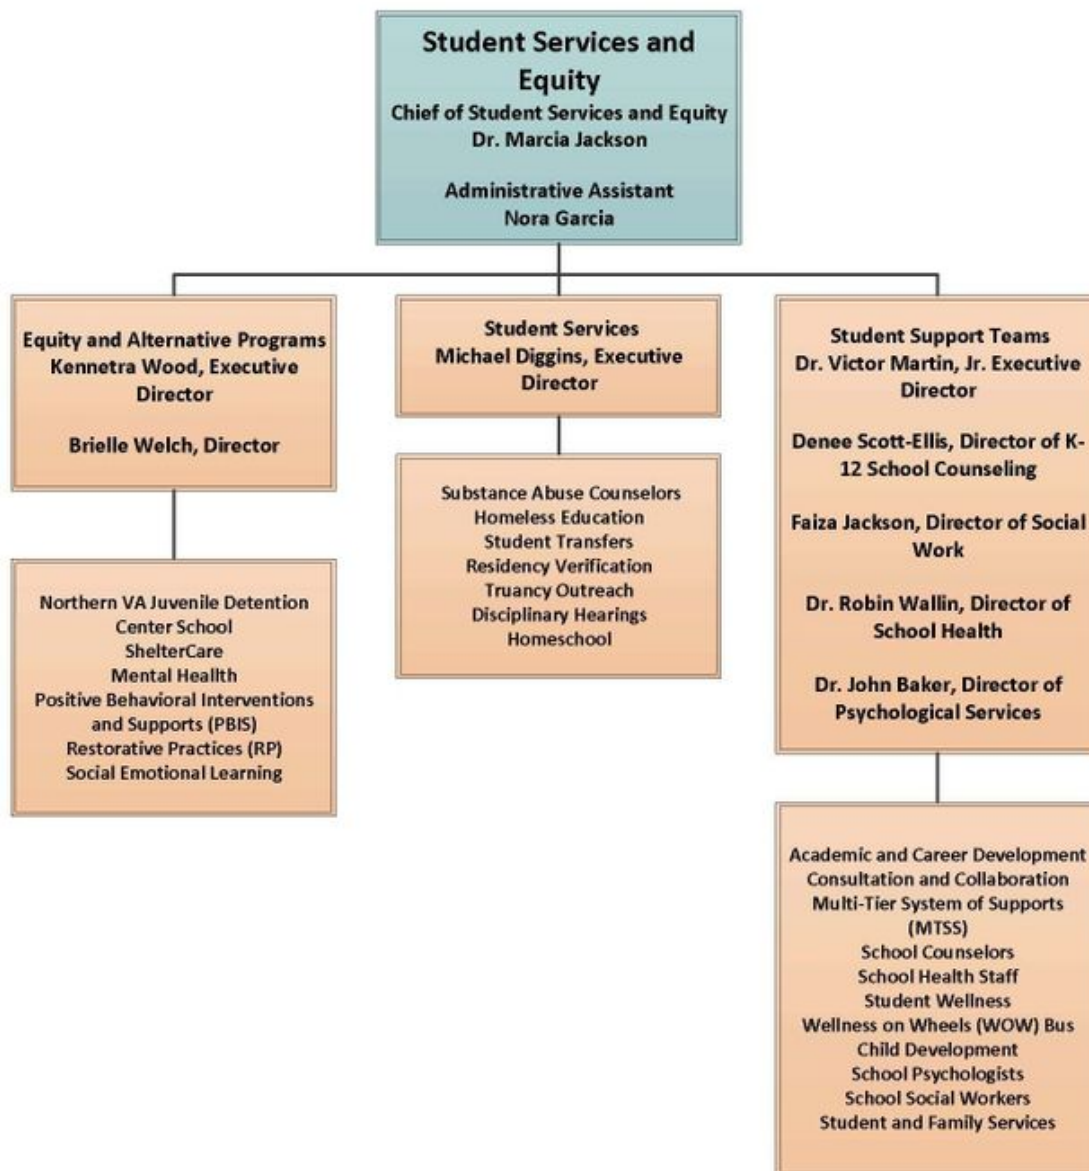 Student Services and
Equity
Chief of Student Services and Equity
Dr. Marcia Jackson
Administrative Assistant
Nora Garcia
Equity and Alternative Programs
Kennetra Wood, Executive
Director
Brielle Welch, Director
Northern VA Juvenile Detention
Center School
ShelterCare
Mental Heallth
Positive Behavioral Interventions
and Supports (PBIS)
Restorative Practices (RP)
Social Emotional Learning
Student Services
Michael Diggins, Executive
Director
Substance Abuse Counselors
Homeless Education
Student Transfers
Residency Verification
Truancy Outreach
Disciplinary Hearings
Homeschool
Student Support Teams
Dr. Victor Martin, Jr. Executive
Director
Denee Scott-Ellis, Director of K-
12 School Counseling
Faiza Jackson, Director of Social
Work
Dr. Robin Wallin, Director of
School Health
Dr. John Baker, Director of
Psychological Services
Academic and Career Development
Consultation and Collaboration
Multi-Tier System of Supports
(MTSS)
School Counselors
School Health Staff
Student Wellness
Wellness on Wheels (WOW) Bus
Child Development
School Psychologists
School Social Workers
Student and Family Services